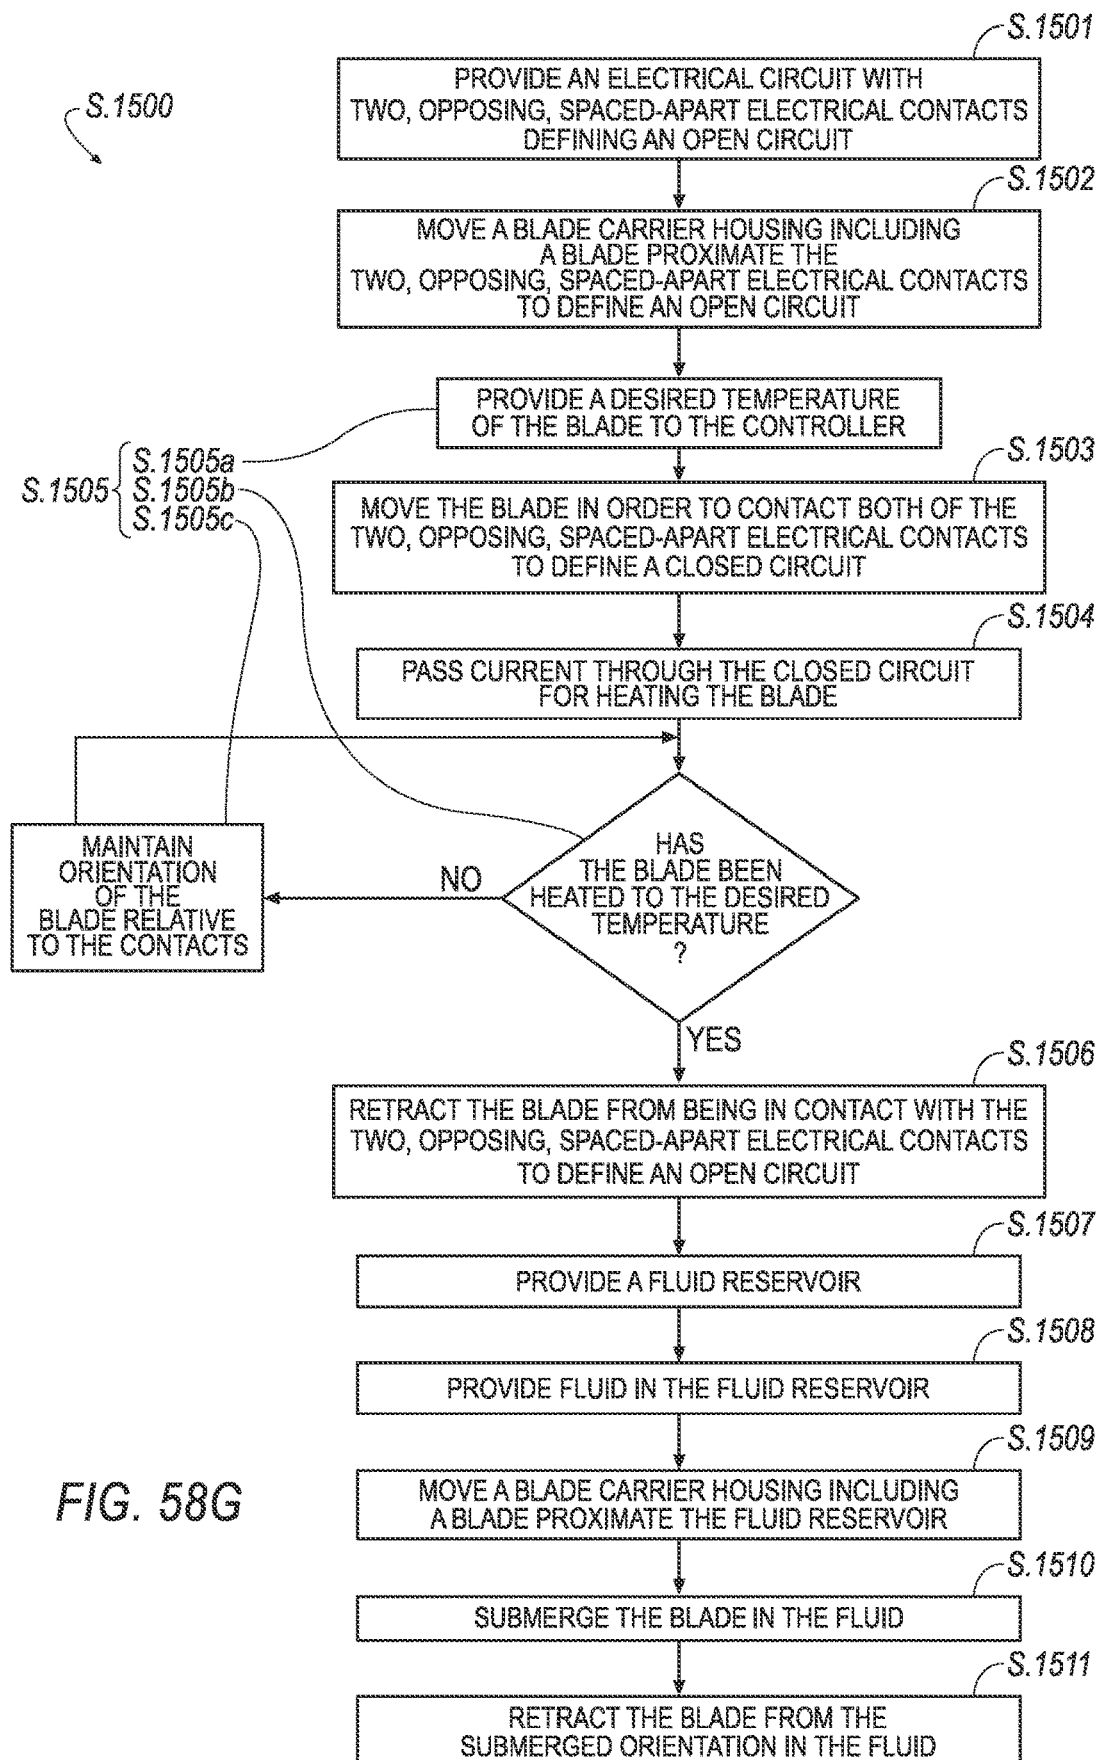 S.1501
PROVIDE AN ELECTRICAL CIRCUIT WITH
TWO, OPPOSING, SPACED-APART ELECTRICAL CONTACTS
DEFINING AN OPEN CIRCUIT
S.1500
S.1502
MOVE A BLADE CARRIER HOUSING INCLUDING
A BLADE PROXIMATE THE
TWO, OPPOSING, SPACED-APART ELECTRICAL CONTACTS
TO DEFINE AN OPEN CIRCUIT
PROVIDE A DESIRED TEMPERATURE
OF THE BLADE TO THE CONTROLLER
S.1505
S.1505a
S.1505b
S.1505c
S.1503
MOVE THE BLADE IN ORDER TO CONTACT BOTH OF THE
TWO, OPPOSING, SPACED-APART ELECTRICAL CONTACTS
TO DEFINE A CLOSED CIRCUIT
S.1504
PASS CURRENT THROUGH THE CLOSED CIRCUIT
FOR HEATING THE BLADE
HAS
THE BLADE BEEN
HEATED TO THE DESIRED
TEMPERATURE
?
NO
MAINTAIN
ORIENTATION
OF THE
BLADE RELATIVE
TO THE CONTACTS
YES
S.1506
RETRACT THE BLADE FROM BEING IN CONTACT WITH THE
TWO, OPPOSING, SPACED-APART ELECTRICAL CONTACTS
TO DEFINE AN OPEN CIRCUIT
S.1507
PROVIDE A FLUID RESERVOIR
S.1508
PROVIDE FLUID IN THE FLUID RESERVOIR
S.1509
MOVE A BLADE CARRIER HOUSING INCLUDING
A BLADE PROXIMATE THE FLUID RESERVOIR
FIG. 58G
S.1510
SUBMERGE THE BLADE IN THE FLUID
S.1511
RETRACT THE BLADE FROM THE
SUBMERGED ORIENTATION IN THE FLUID